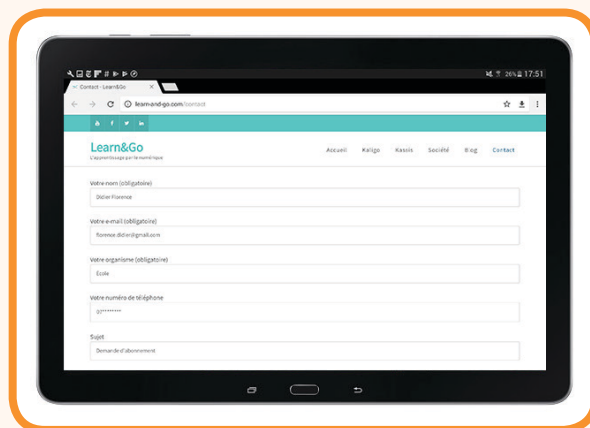 26% 17:51
Contact - Learn&Go
learn-and-go.com/contact
Learn&Go
L'apprentissage par le numérique
Accueil Kaligo Kassis Société Blog Contact
Votre nom (obligatoire)
Didier Florence
Votre e-mail (obligatoire)
florence.didier@gmail.com
Votre organisme (obligatoire)
Ecole
Votre numéro de téléphone
Sujet
Demande d'abonnement